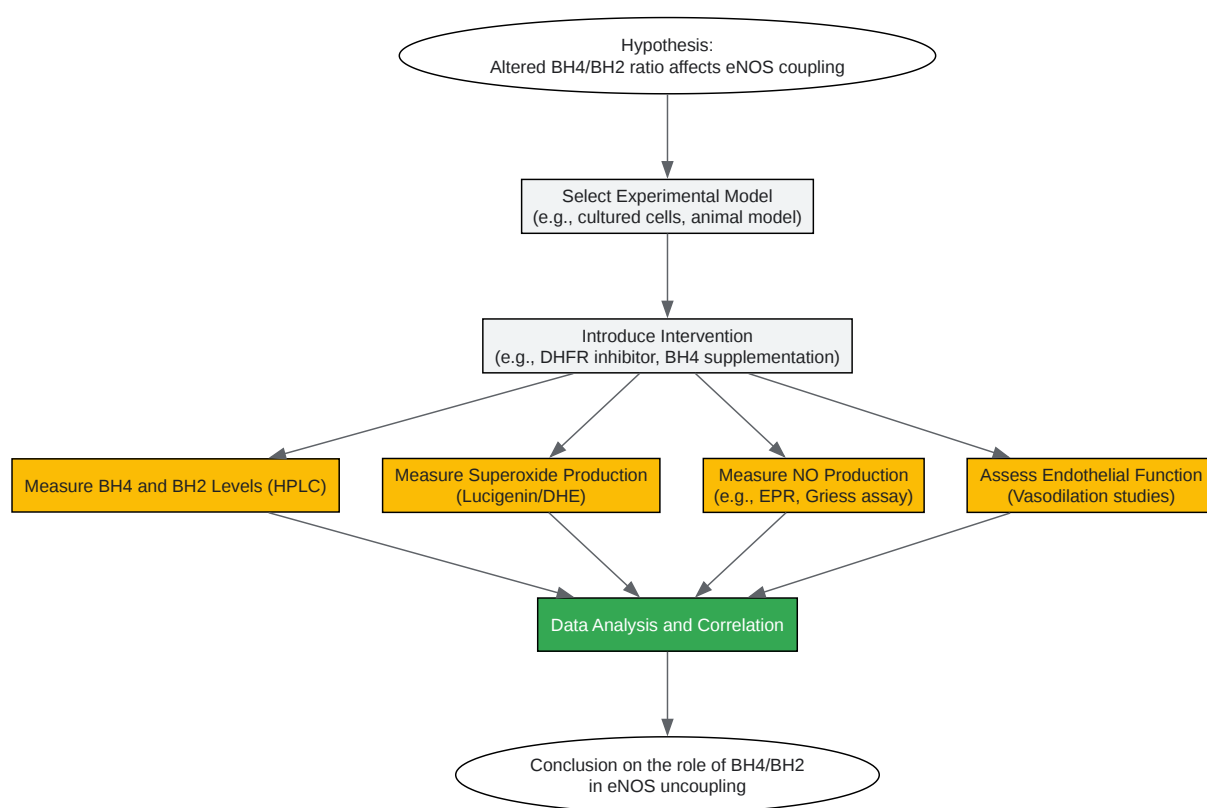 Hypothesis:
Altered BH4/BH2 ratio affects eNOS coupling
Select Experimental Model
(e.g., cultured cells, animal model)
Introduce Intervention
(e.g., DHFR inhibitor, BH4 supplementation)
Measure BH4 and BH2 Levels (HPLC)
Measure Superoxide Production
(Lucigenin/DHE)
Measure NO Production
(e.g., EPR, Griess assay)
Assess Endothelial Function
(Vasodilation studies)
Data Analysis and Correlation
Conclusion on the role of BH4/BH2
in eNOS uncoupling